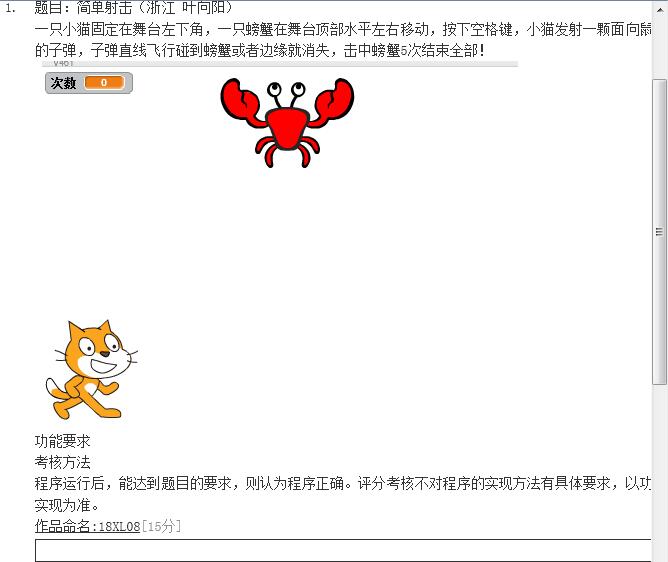 1. 题目：简单射击（浙江 叶向阳）
一只小猫固定在舞台左下角，一只螃蟹在舞台顶部水平左右移动，按下空格键，小猫发射一颗面向鼠
的子弹，子弹直线飞行碰到螃蟹或者边缘就消失，击中螃蟹5次结束全部！
V461
次数 0
功能要求
考核方法
程序运行后，能达到题目的要求，则认为程序正确。评分考核不对程序的实现方法有具体要求，以功
实现为准。
作品命名:18XL08[15分]